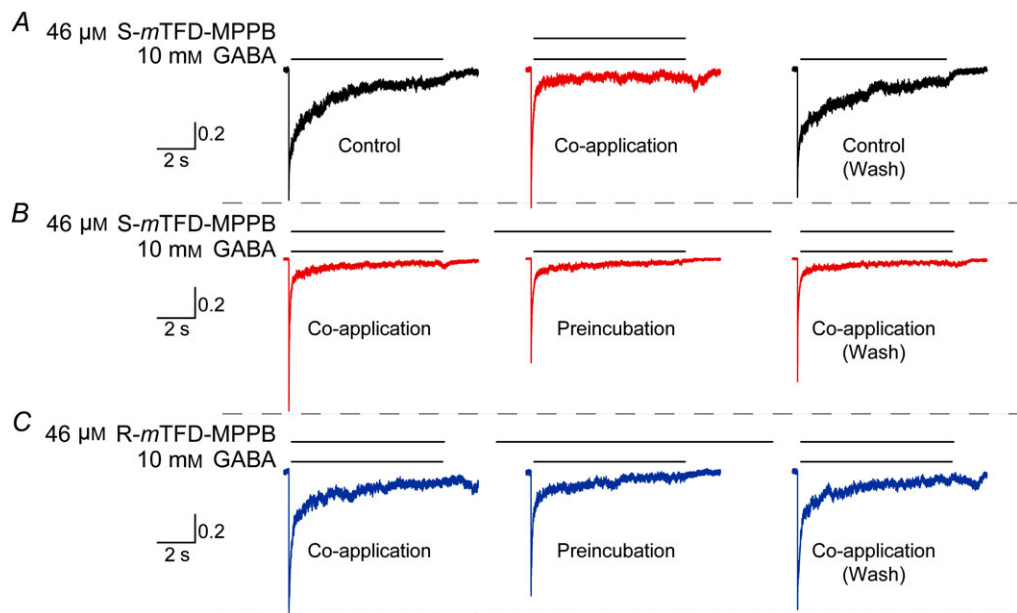 A
46 µM S-mTFD-MPPB
10 mM GABA
0.2
2 s
Control
Co-application
Control
(Wash)
B
46 µM S-mTFD-MPPB
10 mM GABA
0.2
2 s
Co-application
Preincubation
Co-application
(Wash)
C
46 µM R-mTFD-MPPB
10 mM GABA
0.2
2 s
Co-application
Preincubation
Co-application
(Wash)